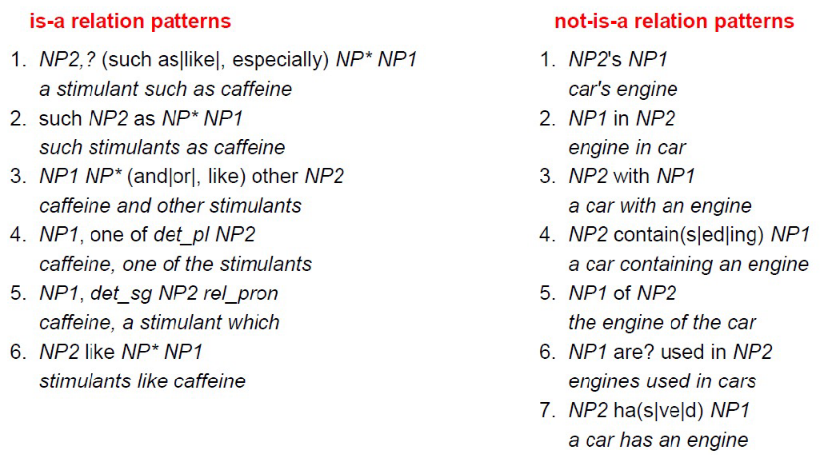 is-a relation patterns
1. NP2,? (such as|like|, especially) NP* NP1
a stimulant such as caffeine
2. such NP2 as NP* NP1
such stimulants as caffeine
3. NP1 NP* (and|or|, like) other NP2
caffeine and other stimulants
4. NP1, one of det_pl NP2
caffeine, one of the stimulants
5. NP1, det_sg NP2 rel_pron
caffeine, a stimulant which
6. NP2 like NP* NP1
stimulants like caffeine
not-is-a relation patterns
1. NP2's NP1
car's engine
2. NP1 in NP2
engine in car
3. NP2 with NP1
a car with an engine
4. NP2 contain(s|ed|ing) NP1
a car containing an engine
5. NP1 of NP2
the engine of the car
6. NP1 are? used in NP2
engines used in cars
7. NP2 ha(s|ve|d) NP1
a car has an engine